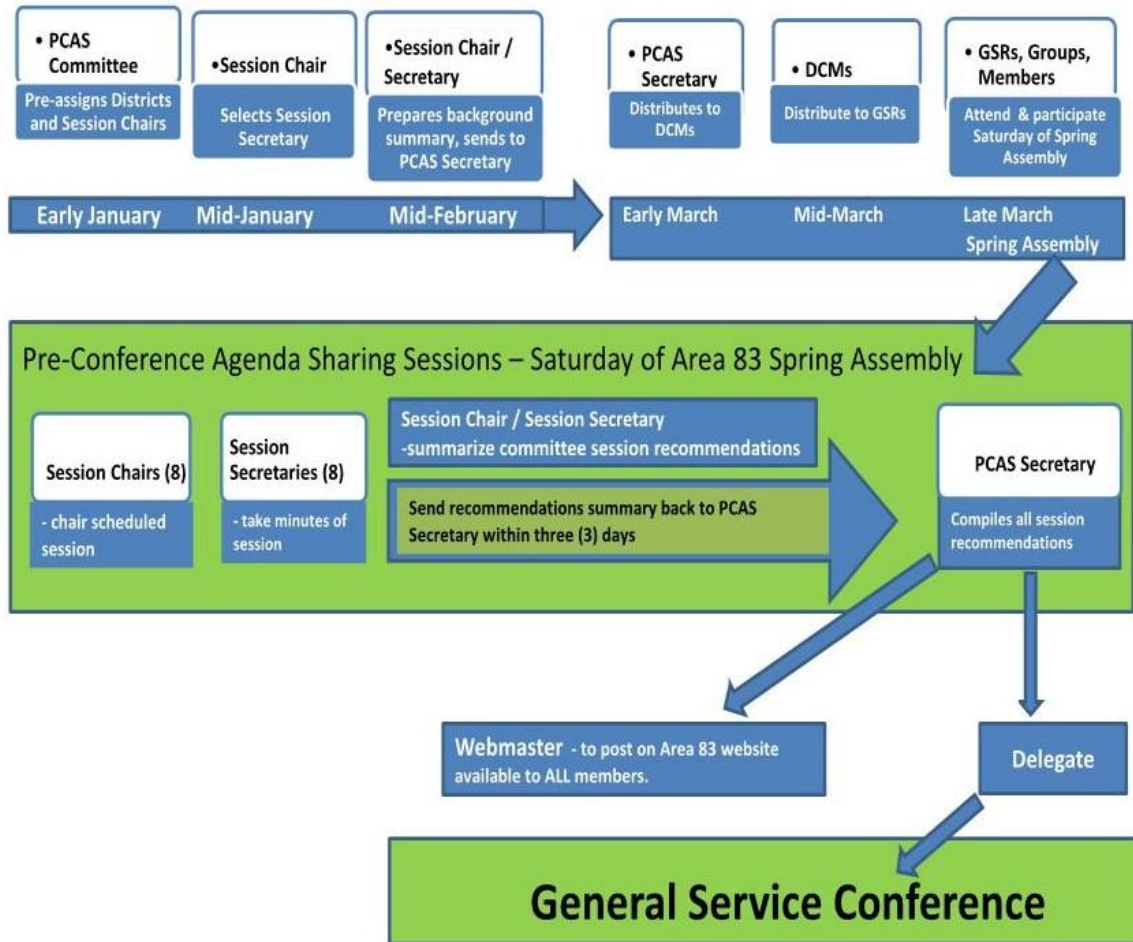 • PCAS
Committee
Pre-assigns Districts
and Session Chairs
•Session Chair
Selects Session
Secretary
•Session Chair /
Secretary
Prepares background
summary, sends to
PCAS Secretary
• PCAS
Secretary
Distributes to
DCMs
• DCMs
Distribute to GSRs
• GSRs, Groups,
Members
Attend & participate
Saturday of Spring
Assembly
Early January
Mid-January
Mid-February
Early March
Mid-March
Late March
Spring Assembly
Pre-Conference Agenda Sharing Sessions – Saturday of Area 83 Spring Assembly
Session Chairs (8)
- chair scheduled
session
Session
Secretaries (8)
- take minutes of
session
Session Chair / Session Secretary
-summarize committee session recommendations
Send recommendations summary back to PCAS
Secretary within three (3) days
PCAS Secretary
Compiles all session
recommendations
Webmaster - to post on Area 83 website
available to ALL members.
Delegate
General Service Conference